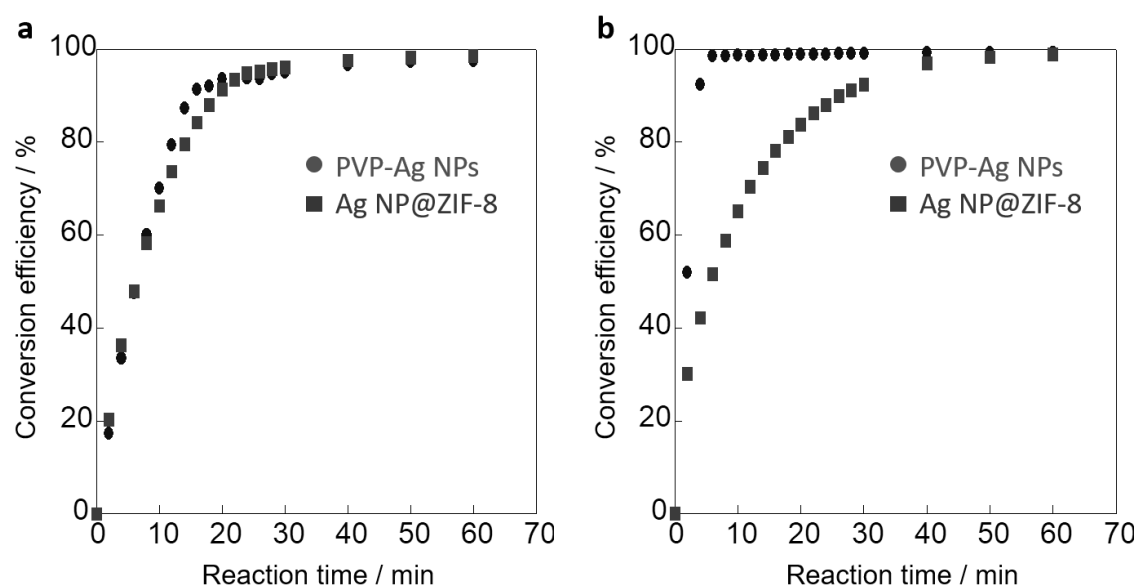 a
100
80
60
40
20
0
Conversion efficiency / %
PVP-Ag NPs
Ag NP@ZIF-8
0 10 20 30 40 50 60 70
Reaction time / min
b
100
80
60
40
20
0
Conversion efficiency / %
PVP-Ag NPs
Ag NP@ZIF-8
0 10 20 30 40 50 60 70
Reaction time / min